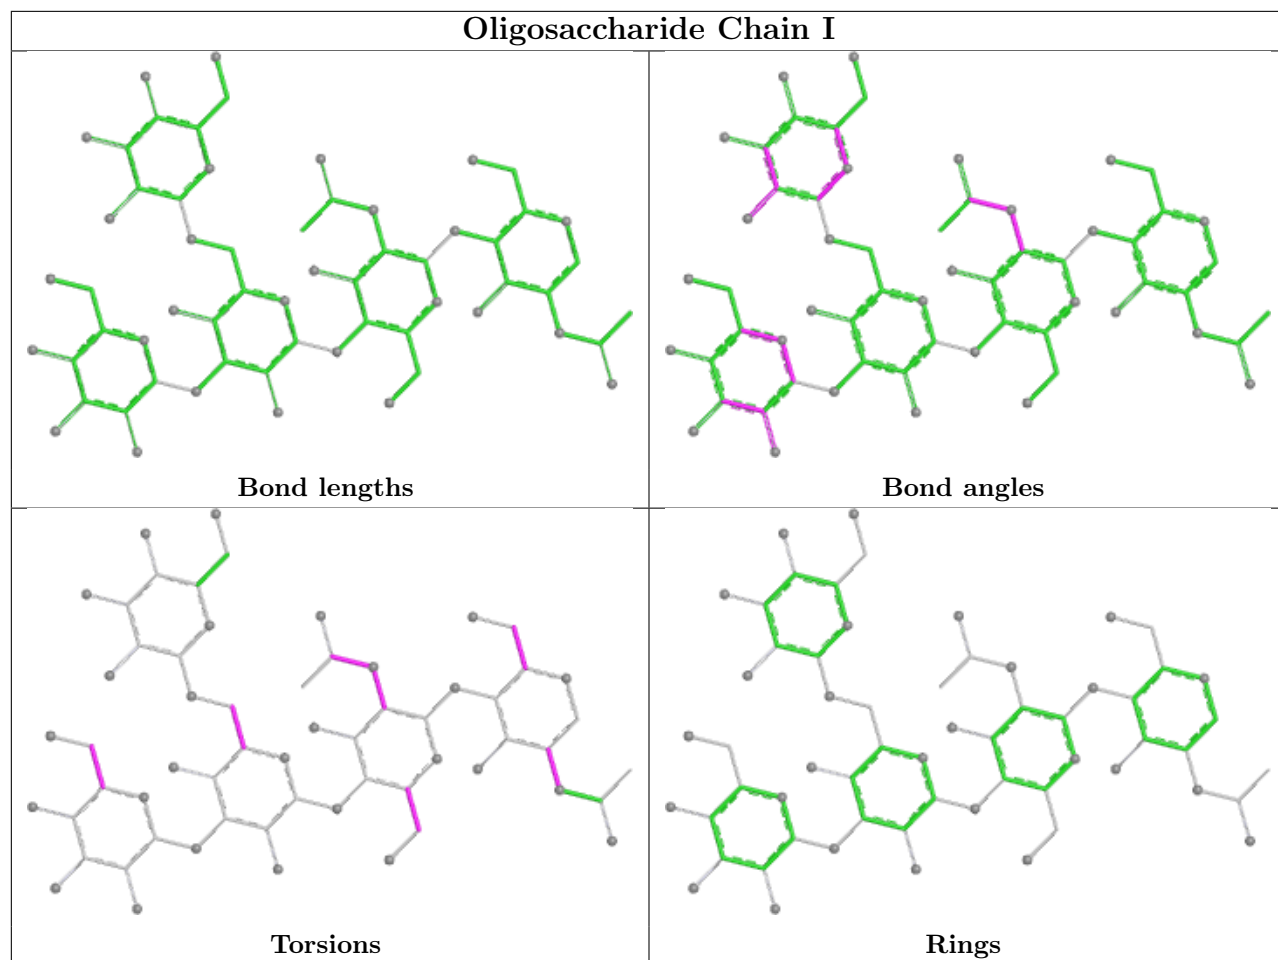 Oligosaccharide Chain I
Bond lengths
Bond angles
Torsions
Rings